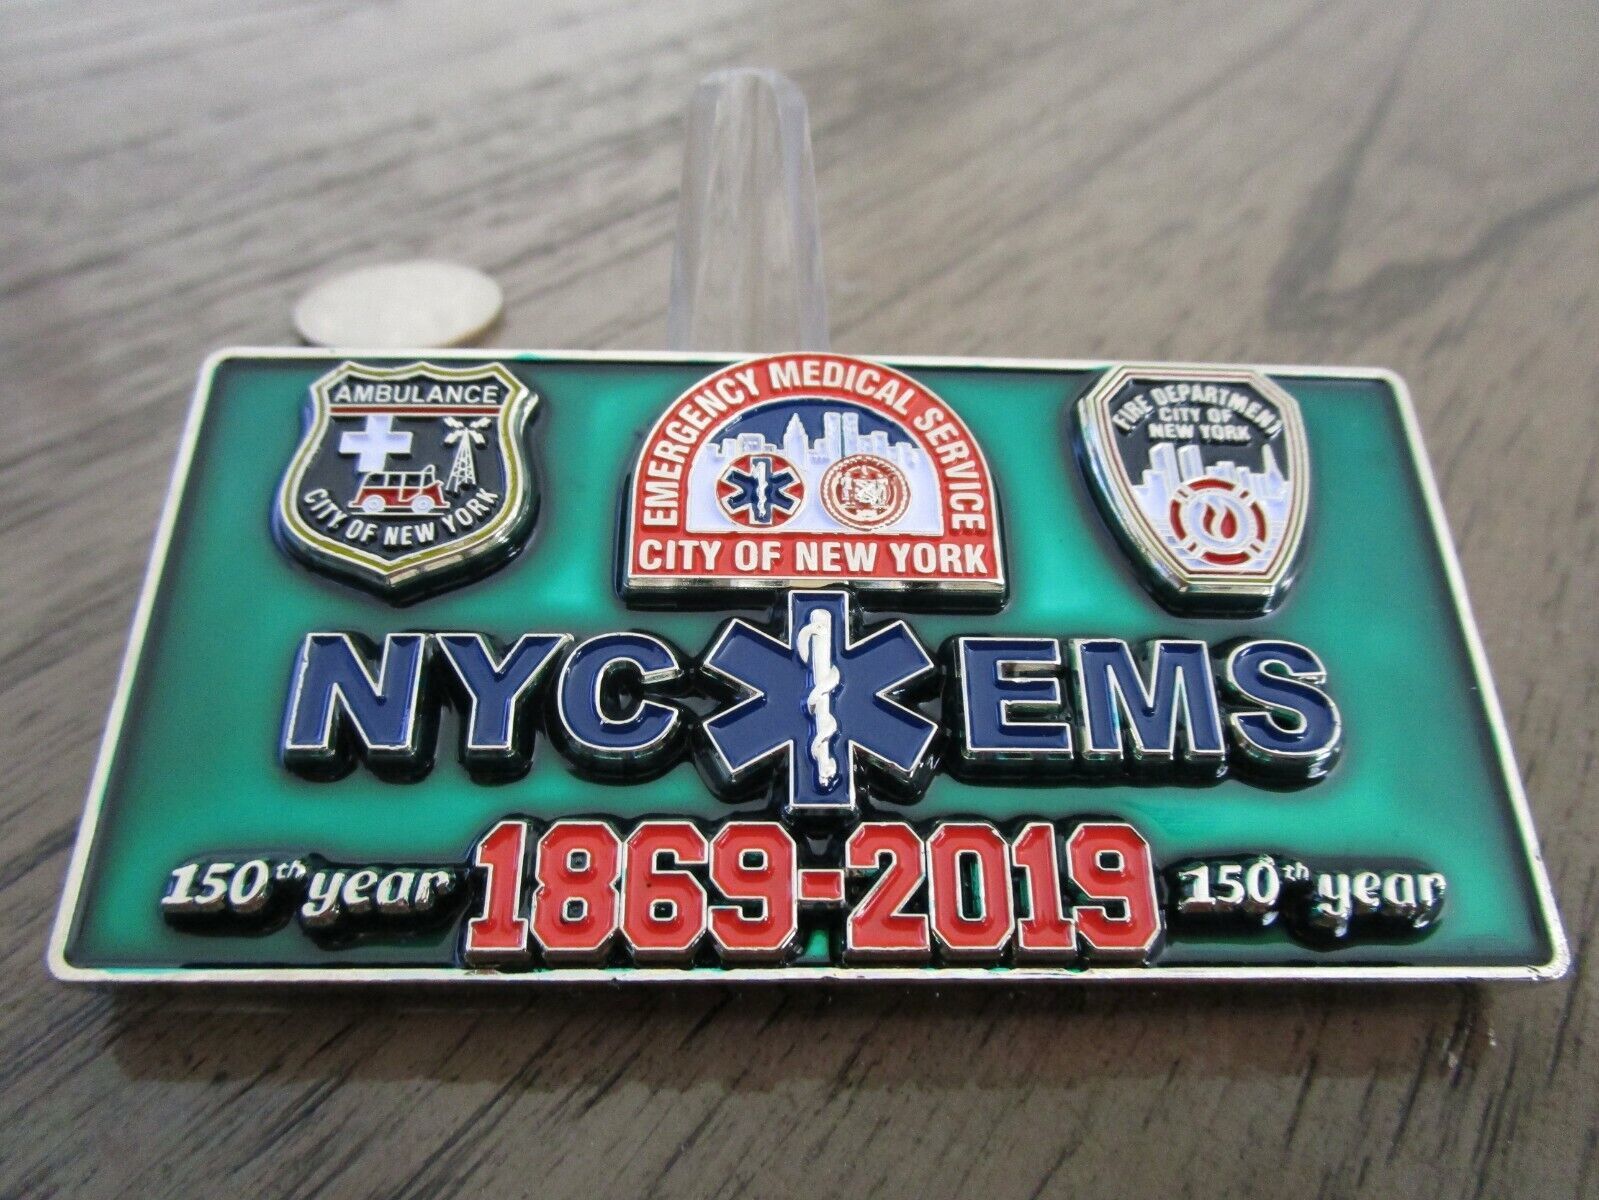 AMBULANCE
CITY OF NEW YORK
EMERGENCY MEDICAL SERVICE
CITY OF NEW YORK
FIRE DEPARTMENT
CITY OF
NEW YORK
NYC EMS
150th year 1869-2019 150th year